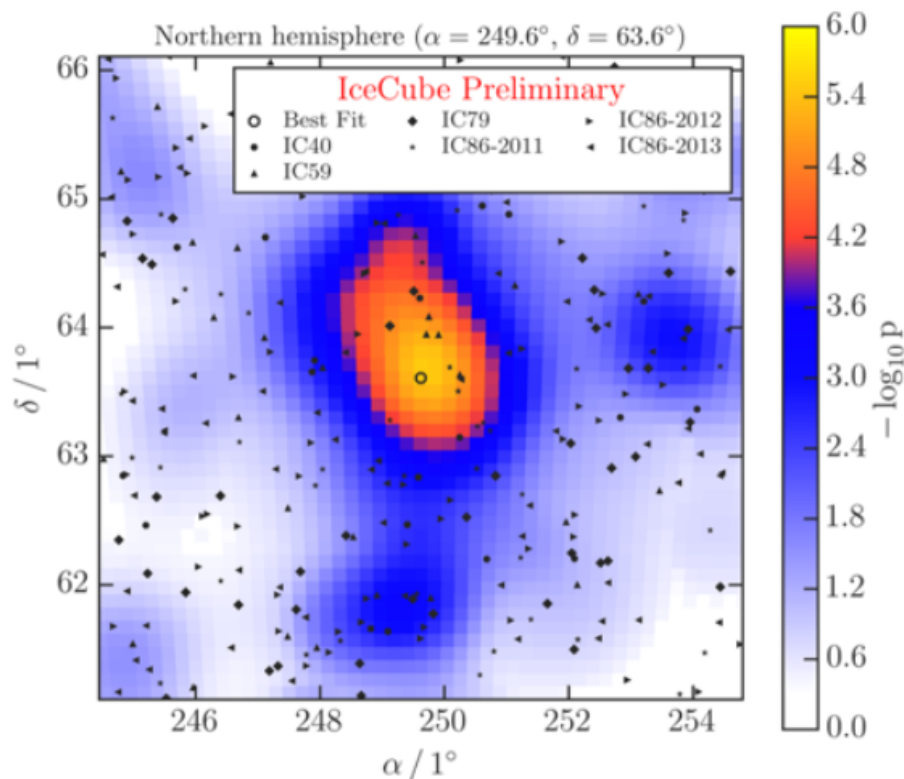 Northern hemisphere (α = 249.6°, δ = 63.6°)
IceCube Preliminary
Best Fit
IC40
IC59
IC79
IC86-2011
IC86-2012
IC86-2013
66
65
64
63
62
δ / 1°
246
248
250
252
254
α / 1°
6.0
5.4
4.8
4.2
3.6
3.0
2.4
1.8
1.2
0.6
0.0
− log₁₀ p